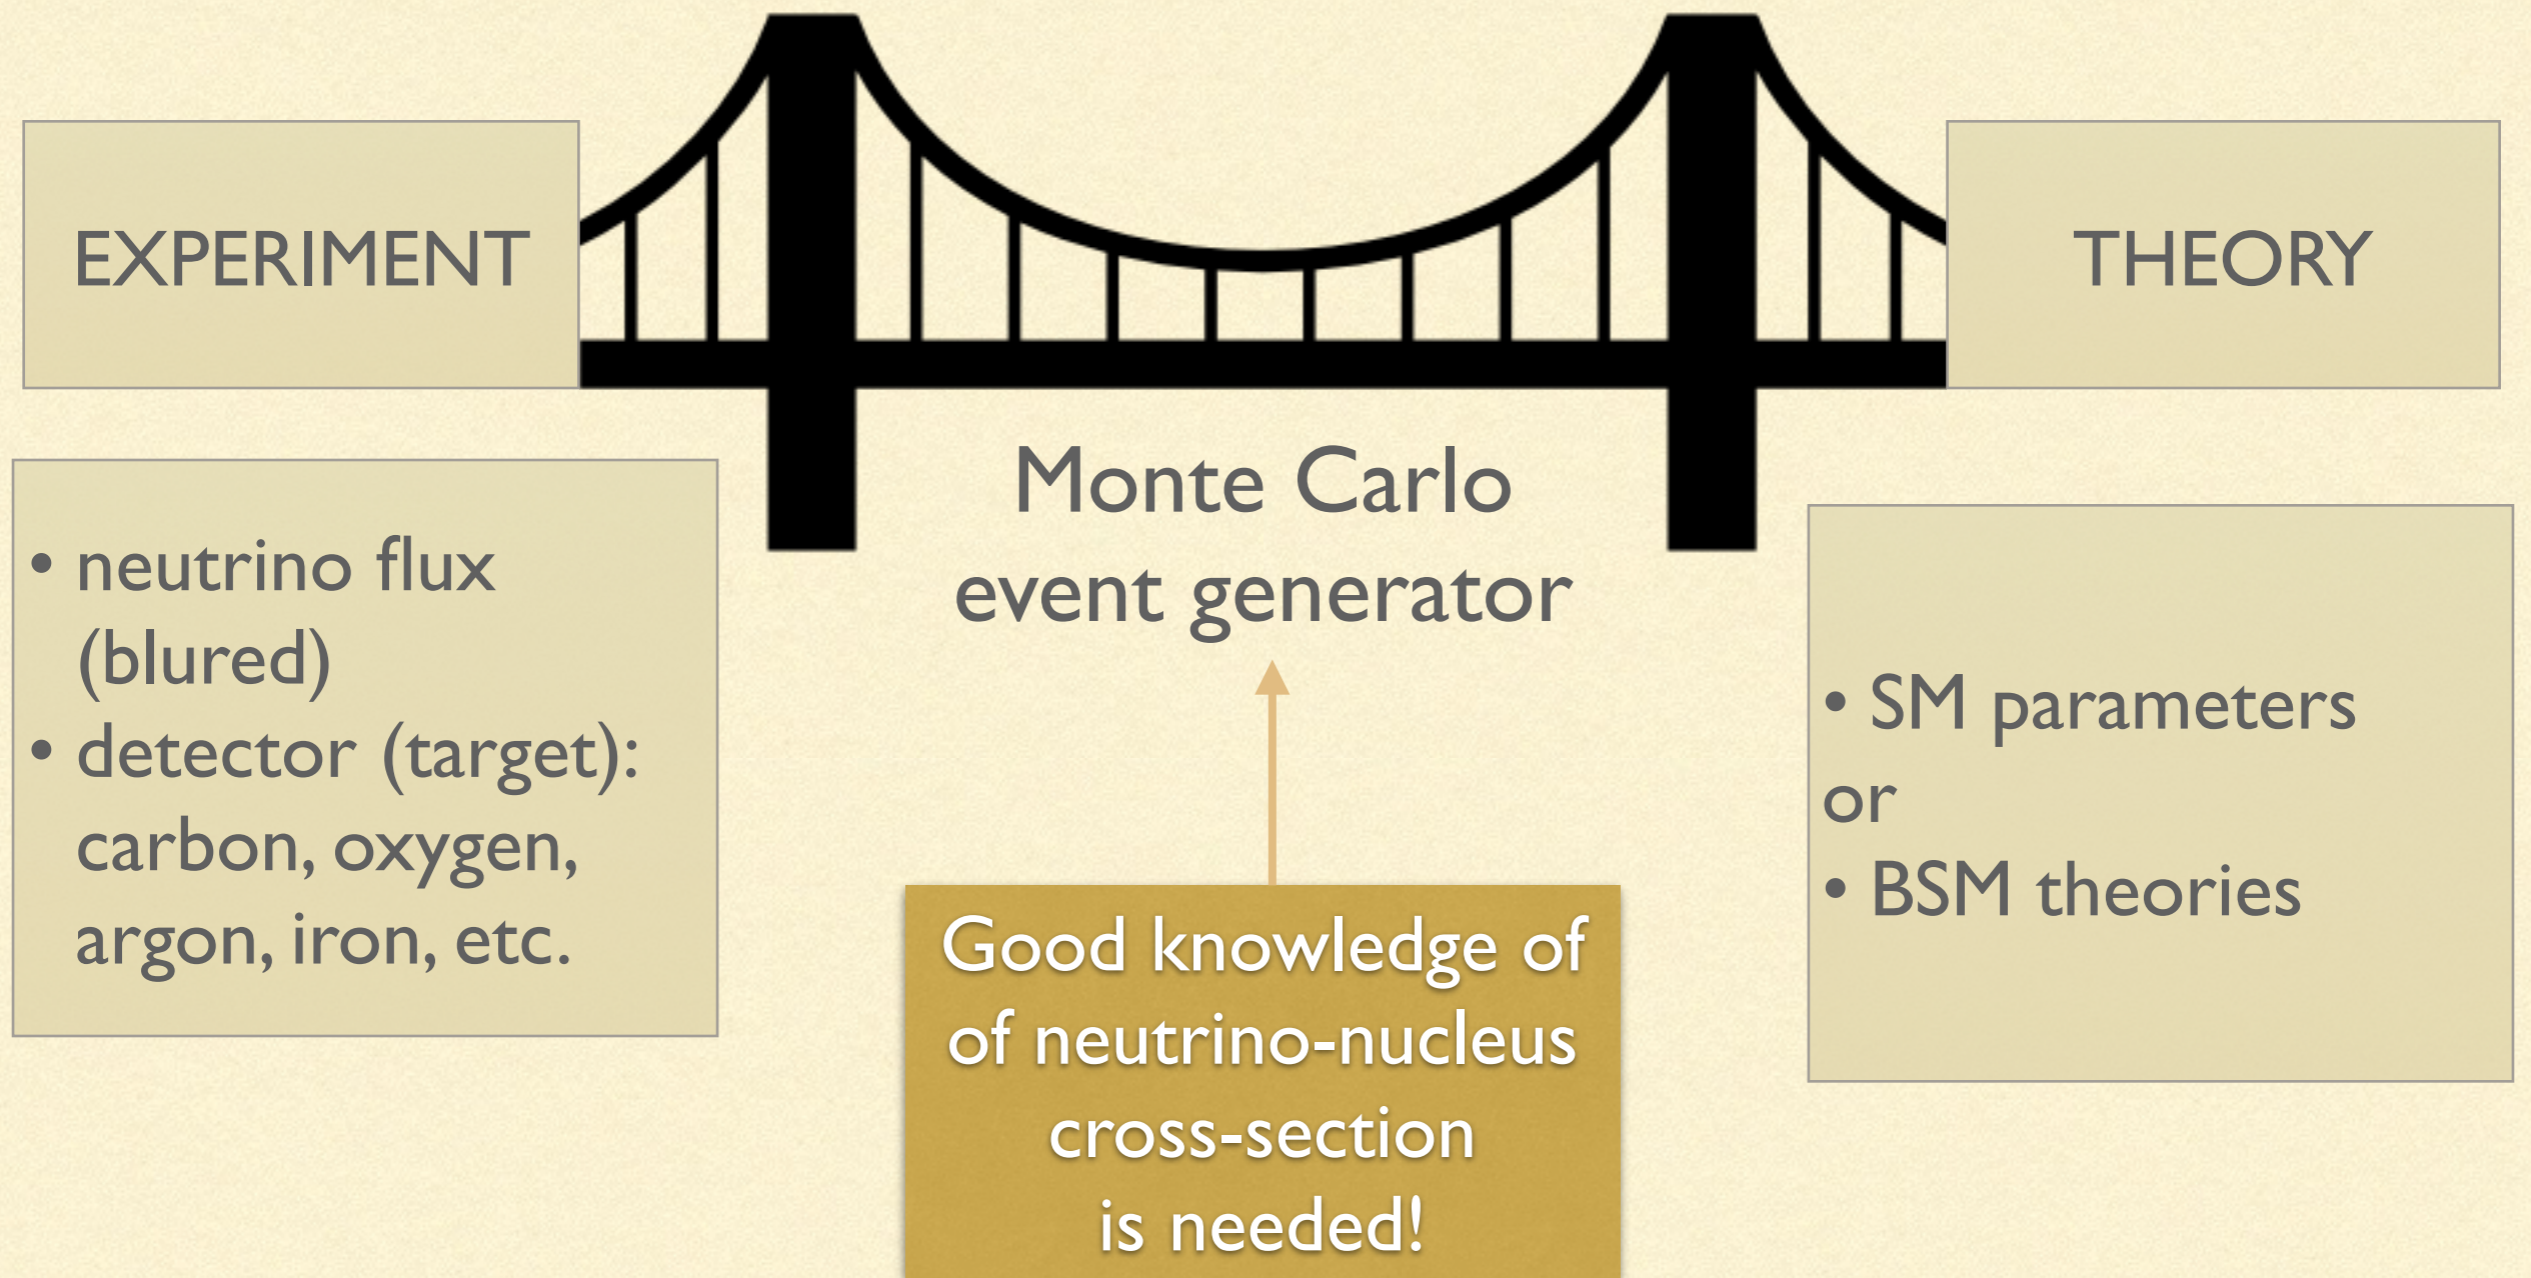 EXPERIMENT
THEORY
Monte Carlo
event generator
• neutrino flux
(blured)
• detector (target):
carbon, oxygen,
argon, iron, etc.
• SM parameters
or
• BSM theories
Good knowledge of
of neutrino-nucleus
cross-section
is needed!